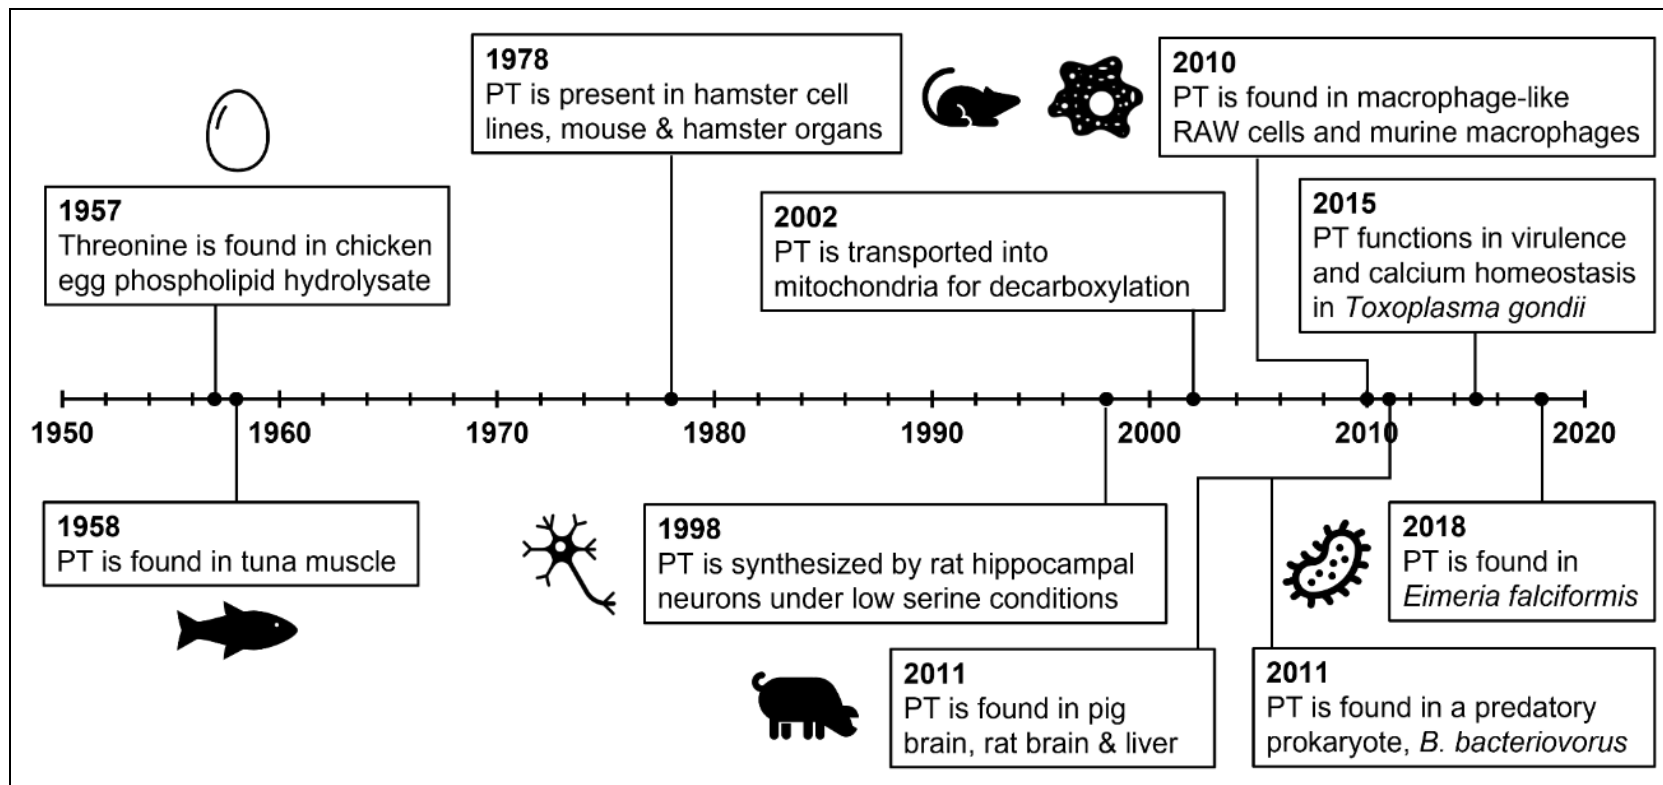 1978
PT is present in hamster cell
lines, mouse & hamster organs
2010
PT is found in macrophage-like
RAW cells and murine macrophages
1957
Threonine is found in chicken
egg phospholipid hydrolysate
2002
PT is transported into
mitochondria for decarboxylation
2015
PT functions in virulence
and calcium homeostasis
in Toxoplasma gondii
1950 1960 1970 1980 1990 2000 2010 2020
1958
PT is found in tuna muscle
1998
PT is synthesized by rat hippocampal
neurons under low serine conditions
2018
PT is found in
Eimeria falciformis
2011
PT is found in pig
brain, rat brain & liver
2011
PT is found in a predatory
prokaryote, B. bacteriovorus